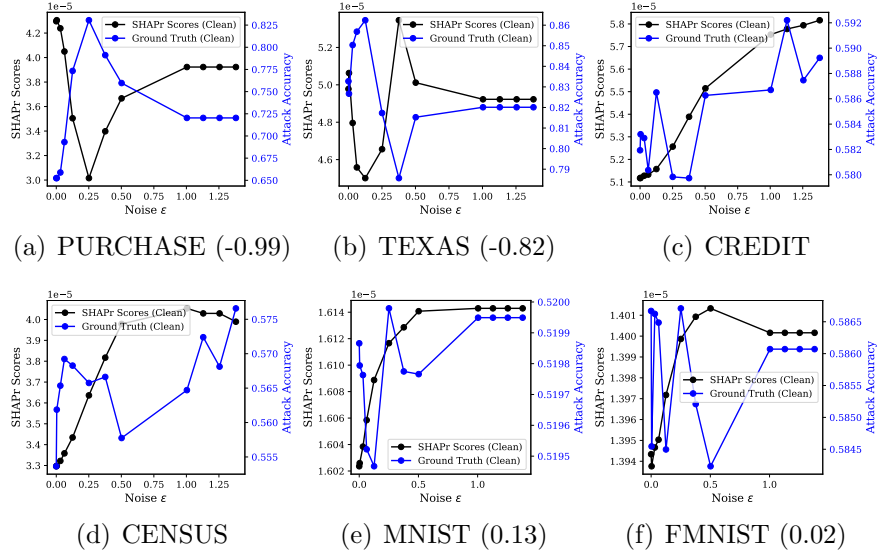 1e−5
SHAPr Scores (Clean)
Ground Truth (Clean)
4.2
4.0
3.8
3.6
3.4
3.2
3.0
SHAPr Scores
0.825
0.800
0.775
0.750
0.725
0.700
0.675
0.650
Attack Accuracy
0.00 0.25 0.50 0.75 1.00 1.25
Noise ε
(a) PURCHASE (-0.99)
1e−5
SHAPr Scores (Clean)
Ground Truth (Clean)
5.2
5.0
4.8
4.6
SHAPr Scores
0.86
0.85
0.84
0.83
0.82
0.81
0.80
0.79
Attack Accuracy
0.00 0.25 0.50 0.75 1.00 1.25
Noise ε
(b) TEXAS (-0.82)
1e−5
SHAPr Scores (Clean)
Ground Truth (Clean)
5.8
5.7
5.6
5.5
5.4
5.3
5.2
5.1
SHAPr Scores
0.592
0.590
0.588
0.586
0.584
0.582
0.580
Attack Accuracy
0.00 0.25 0.50 0.75 1.00 1.25
Noise ε
(c) CREDIT
1e−5
SHAPr Scores (Clean)
Ground Truth (Clean)
4.0
3.9
3.8
3.7
3.6
3.5
3.4
3.3
SHAPr Scores
0.575
0.570
0.565
0.560
0.555
Attack Accuracy
0.00 0.25 0.50 0.75 1.00 1.25
Noise ε
(d) CENSUS
1e−5
SHAPr Scores (Clean)
Ground Truth (Clean)
1.614
1.612
1.610
1.608
1.606
1.604
1.602
SHAPr Scores
0.5200
0.5199
0.5198
0.5197
0.5196
0.5195
Attack Accuracy
0.0 0.5 1.0
Noise ε
(e) MNIST (0.13)
1e−5
SHAPr Scores (Clean)
Ground Truth (Clean)
1.401
1.400
1.399
1.398
1.397
1.396
1.395
1.394
SHAPr Scores
0.5865
0.5860
0.5855
0.5850
0.5845
Attack Accuracy
0.0 0.5 1.0
Noise ε
(f) FMNIST (0.02)